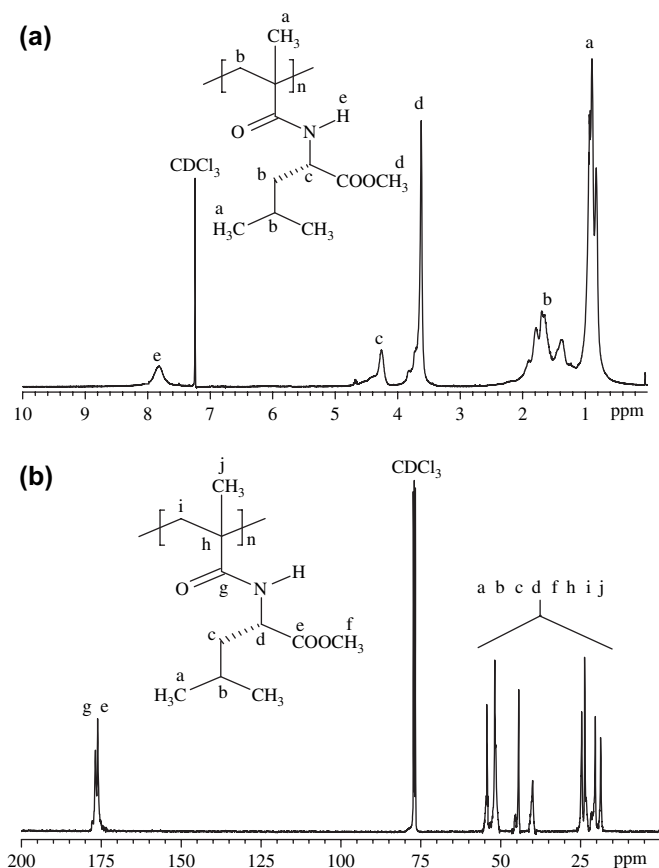 (a)
a
CH3
b
n
e
O
N
H
CDCl3
d
b
c
COOCH3
a
H3C
b
CH3
d
a
e
c
b
10 9 8 7 6 5 4 3 2 1 ppm
(b)
j
CH3
i
h
n
O
g
N
H
CDCl3
c
d
e
COOCH3
f
a
H3C
b
CH3
g e
a b c d f h i j
200 175 150 125 100 75 50 25 ppm